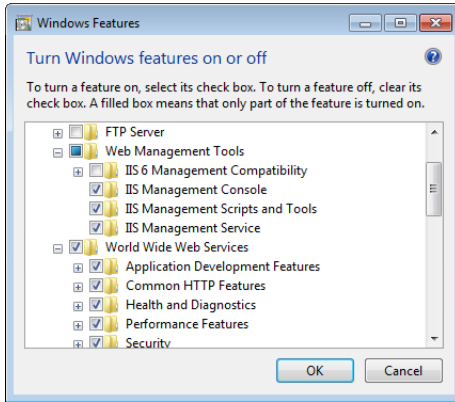 Windows Features
Turn Windows features on or off
To turn a feature on, select its check box. To turn a feature off, clear its
check box. A filled box means that only part of the feature is turned on.
FTP Server
Web Management Tools
IIS 6 Management Compatibility
IIS Management Console
IIS Management Scripts and Tools
IIS Management Service
World Wide Web Services
Application Development Features
Common HTTP Features
Health and Diagnostics
Performance Features
Security
OK Cancel